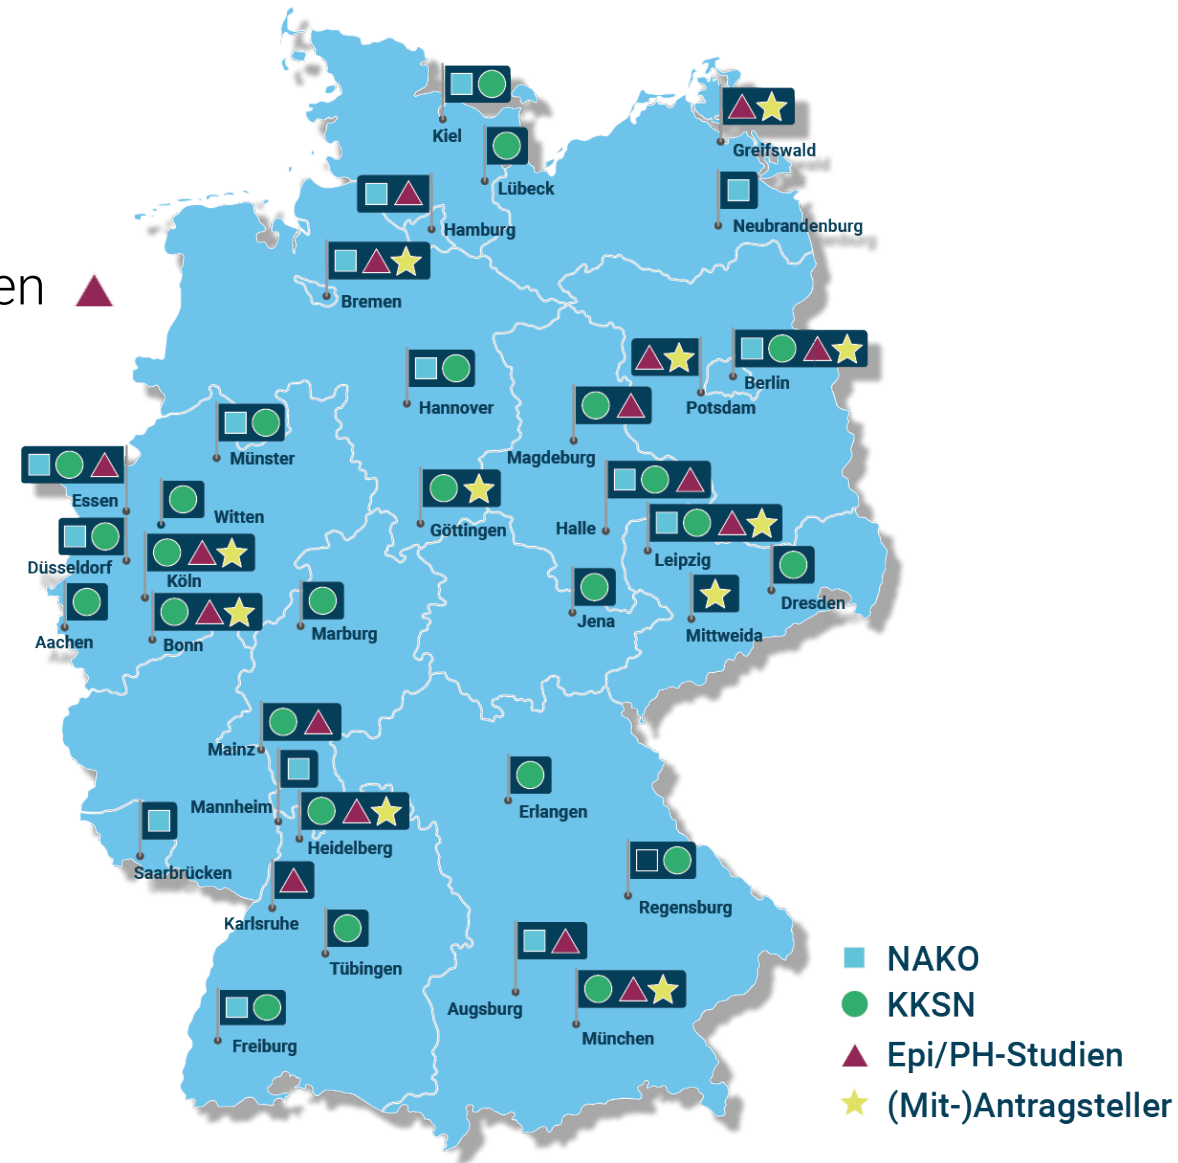 Kiel
Greifswald
Lübeck
Neubrandenburg
Hamburg
en
Bremen
Berlin
Hannover
Potsdam
Münster
Magdeburg
Essen
Witten
Göttingen
Halle
Düsseldorf
Köln
Leipzig
Dresden
Aachen
Bonn
Marburg
Jena
Mittweida
Mainz
Mannheim
Erlangen
Heidelberg
Saarbrücken
Karlsruhe
Regensburg
Tübingen
Augsburg
München
Freiburg
NAKO
KKSN
Epi/PH-Studien
(Mit-)Antragsteller